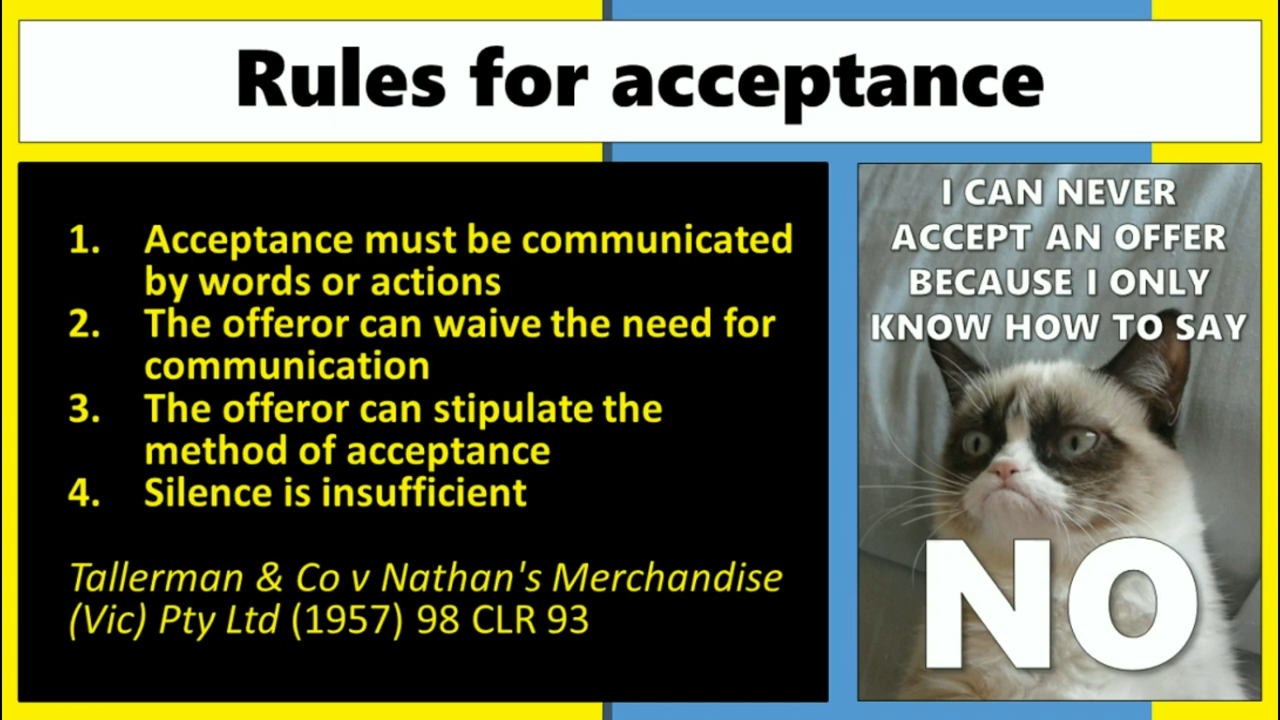 Rules for acceptance
1. Acceptance must be communicated
by words or actions
2. The offeror can waive the need for
communication
3. The offeror can stipulate the
method of acceptance
4. Silence is insufficient
Tallerman & Co v Nathan's Merchandise
(Vic) Pty Ltd (1957) 98 CLR 93
I CAN NEVER
ACCEPT AN OFFER
BECAUSE I ONLY
KNOW HOW TO SAY
NO